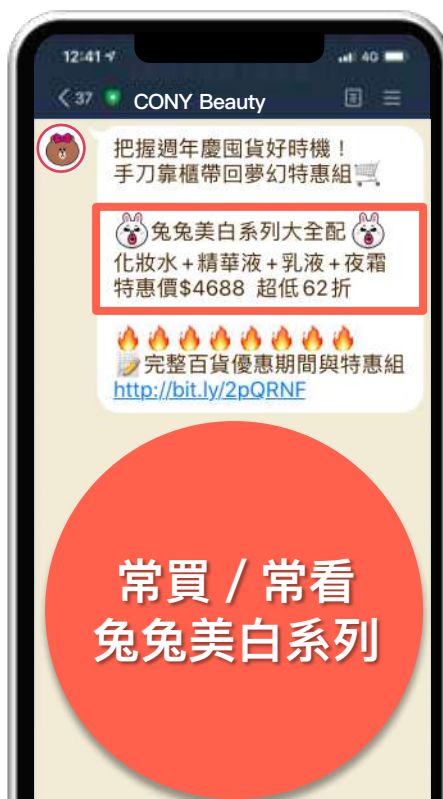 12:41
4G
37
CONY Beauty
把握週年慶囤貨好時機！
手刀靠櫃帶回夢幻特惠組🛒
兔兔美白系列大全配
化妝水+精華液+乳液+夜霜
特惠價$4688 超低62折
🔥🔥🔥🔥🔥🔥🔥🔥
📝完整百貨優惠期間與特惠組
http://bit.ly/2pQRNF
常買 / 常看
兔兔美白系列